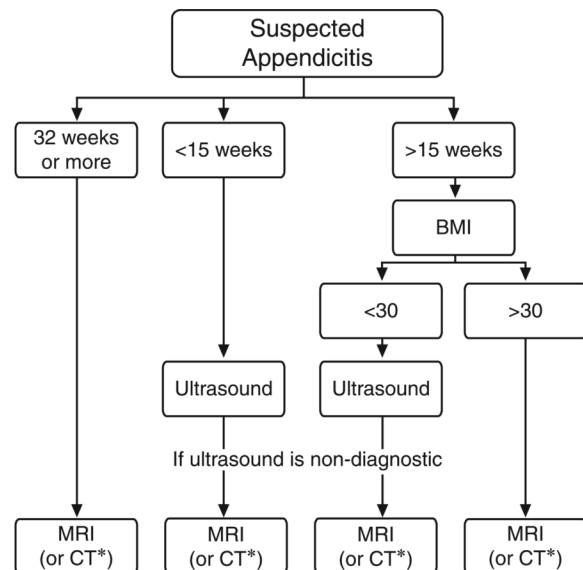 Suspected
Appendicitis
32 weeks
or more
<15 weeks
>15 weeks
BMI
<30
>30
Ultrasound
Ultrasound
If ultrasound is non-diagnostic
MRI
(or CT*)
MRI
(or CT*)
MRI
(or CT*)
MRI
(or CT*)